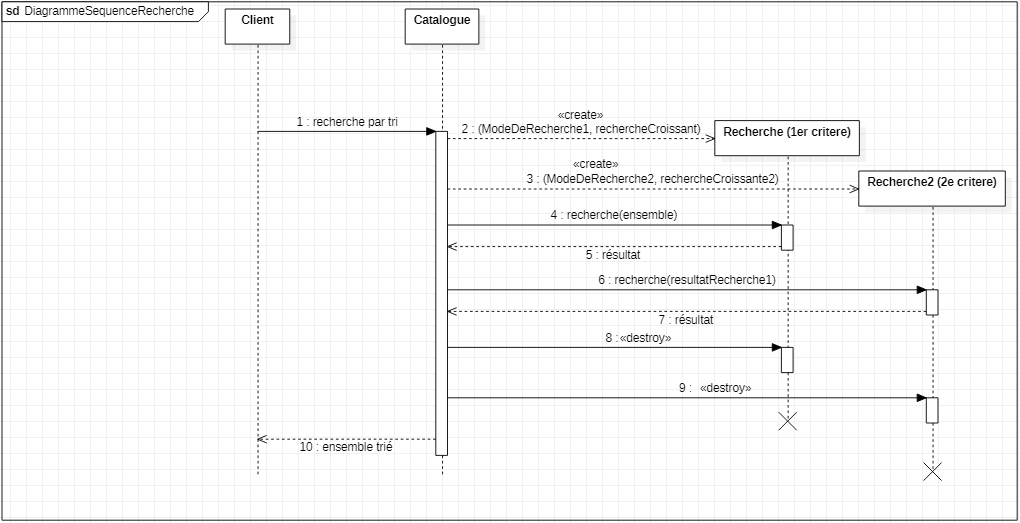 sd DiagrammeSequenceRecherche
Client
Catalogue
1 : recherche par tri
«create»
2 : (ModeDeRecherche1, rechercheCroissant)
Recherche (1er critere)
«create»
3 : (ModeDeRecherche2, rechercheCroissante2)
Recherche2 (2e critere)
4 : recherche(ensemble)
5 : résultat
6 : recherche(resultatRecherche1)
7 : résultat
8 :«destroy»
9 : «destroy»
10 : ensemble trié